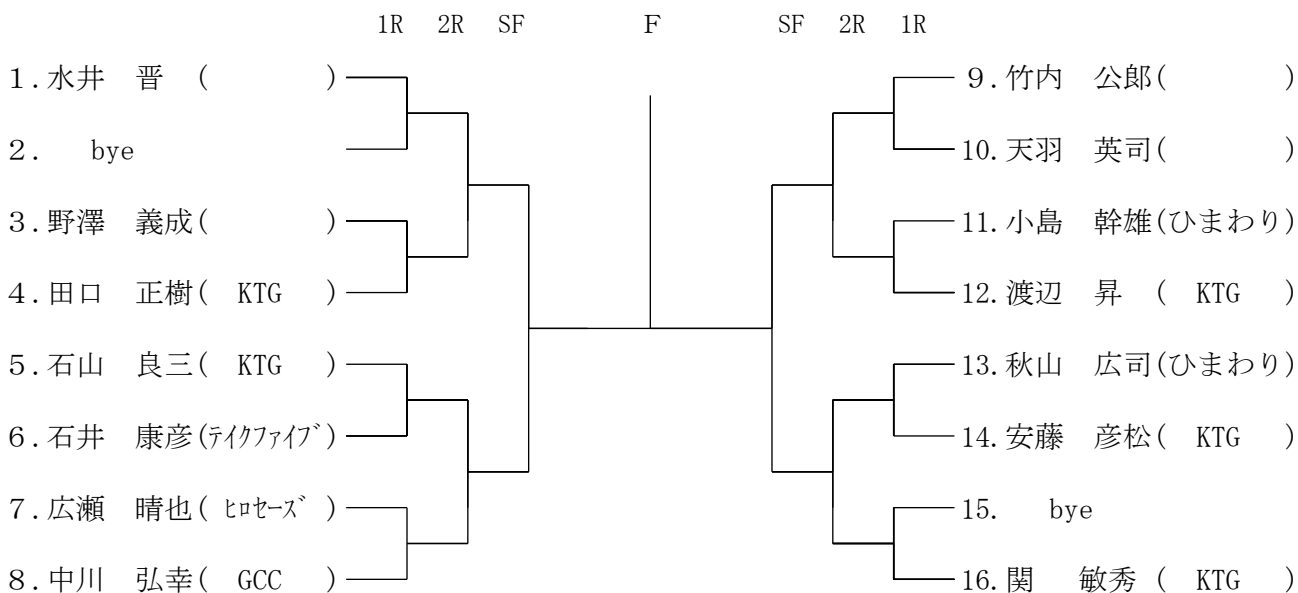 1R 2R SF F SF 2R 1R
1.水井 晋 ( )
2. bye
3.野澤 義成( )
4.田口 正樹( KTG )
5.石山 良三( KTG )
6.石井 康彦(ﾃｲｸﾌｧｲﾌﾞ)
7.広瀬 晴也( ﾋﾛｾｰｽﾞ )
8.中川 弘幸( GCC )
9.竹内 公郎( )
10.天羽 英司( )
11.小島 幹雄(ひまわり)
12.渡辺 昇 ( KTG )
13.秋山 広司(ひまわり)
14.安藤 彦松( KTG )
15. bye
16.関 敏秀 ( KTG )